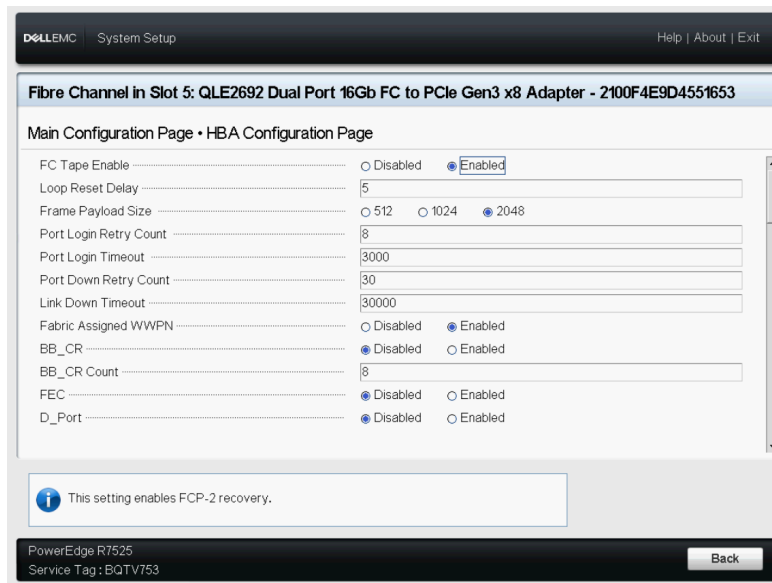 DELLEMC System Setup Help | About | Exit
Fibre Channel in Slot 5: QLE2692 Dual Port 16Gb FC to PCIe Gen3 x8 Adapter - 2100F4E9D4551653
Main Configuration Page • HBA Configuration Page
FC Tape Enable Disabled Enabled
Loop Reset Delay 5
Frame Payload Size 512 1024 2048
Port Login Retry Count 8
Port Login Timeout 3000
Port Down Retry Count 30
Link Down Timeout 30000
Fabric Assigned WWPN Disabled Enabled
BB_CR Disabled Enabled
BB_CR Count 8
FEC Disabled Enabled
D_Port Disabled Enabled
This setting enables FCP-2 recovery.
PowerEdge R7525
Service Tag : BQTV753
Back